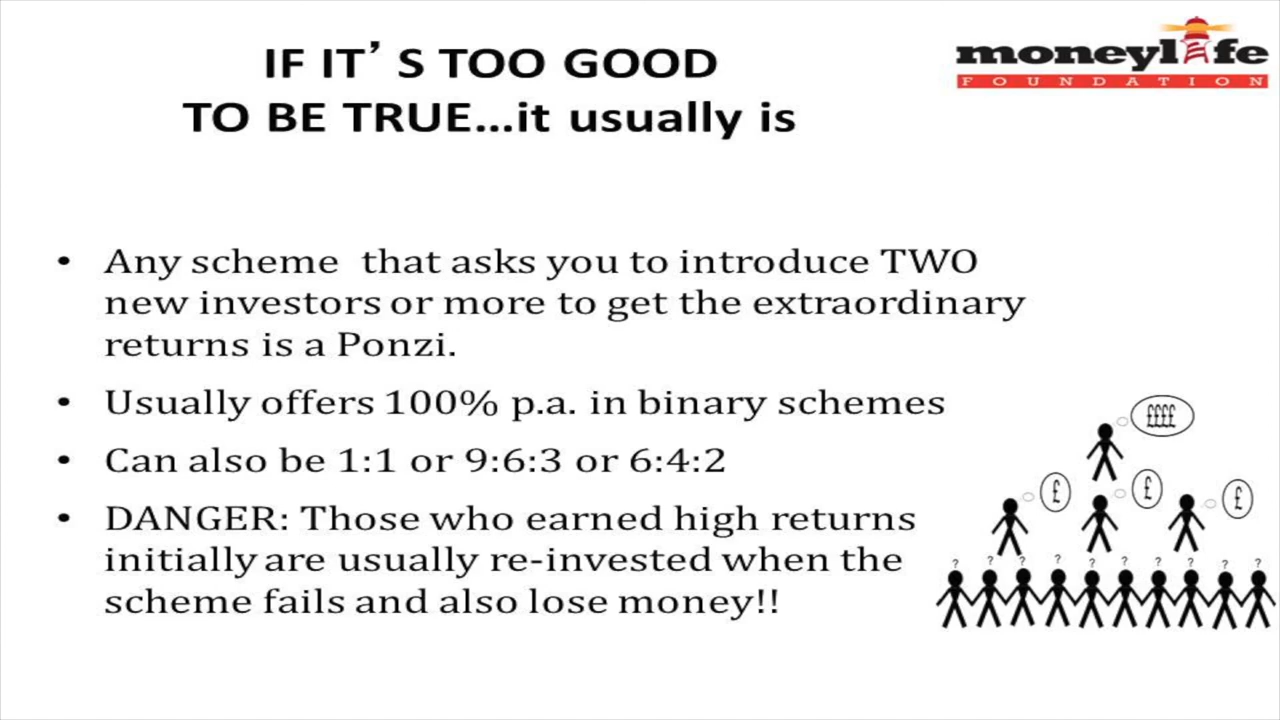 IF IT’S TOO GOOD
TO BE TRUE...it usually is
moneylife
FOUNDATION
• Any scheme that asks you to introduce TWO
new investors or more to get the extraordinary
returns is a Ponzi.
• Usually offers 100% p.a. in binary schemes
• Can also be 1:1 or 9:6:3 or 6:4:2
• DANGER: Those who earned high returns
initially are usually re-invested when the
scheme fails and also lose money!!
££££
£ £ £
? ? ? ? ? ? ? ? ? ?